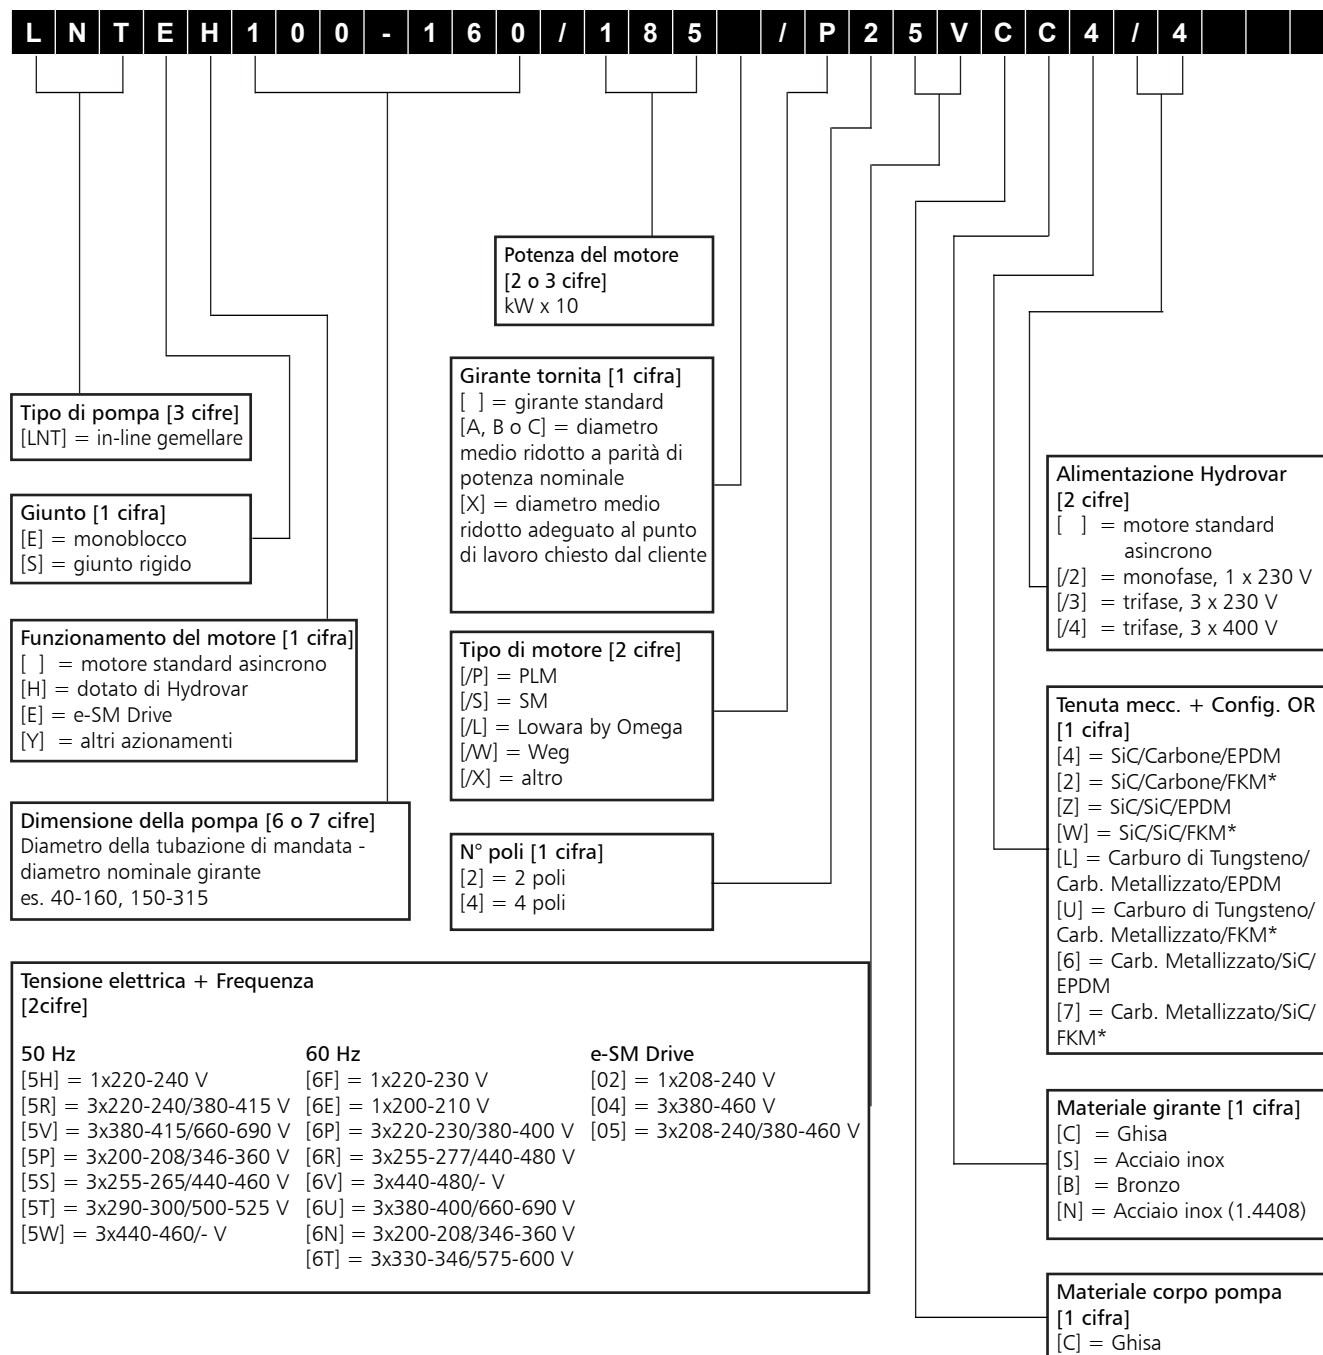 LNTEH100-160/185 /P25VCC4/4
Potenza del motore
[2 o 3 cifre]
kW x 10
Girante tornita [1 cifra]
[ ] = girante standard
[A, B o C] = diametro
medio ridotto a parità di
potenza nominale
[X] = diametro medio
ridotto adeguato al punto
di lavoro chiesto dal cliente
Tipo di pompa [3 cifre]
[LNT] = in-line gemellare
Giunto [1 cifra]
[E] = monoblocco
[S] = giunto rigido
Funzionamento del motore [1 cifra]
[ ] = motore standard asincrono
[H] = dotato di Hydrovar
[E] = e-SM Drive
[Y] = altri azionamenti
Tipo di motore [2 cifre]
[/P] = PLM
[/S] = SM
[/L] = Lowara by Omega
[/W] = Weg
[/X] = altro
Dimensione della pompa [6 o 7 cifre]
Diametro della tubazione di mandata -
diametro nominale girante
es. 40-160, 150-315
N° poli [1 cifra]
[2] = 2 poli
[4] = 4 poli
Tensione elettrica + Frequenza
[2cifre]
50 Hz
[5H] = 1x220-240 V
[5R] = 3x220-240/380-415 V
[5V] = 3x380-415/660-690 V
[5P] = 3x200-208/346-360 V
[5S] = 3x255-265/440-460 V
[5T] = 3x290-300/500-525 V
[5W] = 3x440-460/- V
60 Hz
[6F] = 1x220-230 V
[6E] = 1x200-210 V
[6P] = 3x220-230/380-400 V
[6R] = 3x255-277/440-480 V
[6V] = 3x440-480/- V
[6U] = 3x380-400/660-690 V
[6N] = 3x200-208/346-360 V
[6T] = 3x330-346/575-600 V
e-SM Drive
[02] = 1x208-240 V
[04] = 3x380-460 V
[05] = 3x208-240/380-460 V
Alimentazione Hydrovar
[2 cifre]
[ ] = motore standard
asincrono
[/2] = monofase, 1 x 230 V
[/3] = trifase, 3 x 230 V
[/4] = trifase, 3 x 400 V
Tenuta mecc. + Config. OR
[1 cifra]
[4] = SiC/Carbone/EPDM
[2] = SiC/Carbone/FKM*
[Z] = SiC/SiC/EPDM
[W] = SiC/SiC/FKM*
[L] = Carburo di Tungsteno/
Carb. Metallizzato/EPDM
[U] = Carburo di Tungsteno/
Carb. Metallizzato/FKM*
[6] = Carb. Metallizzato/SiC/
EPDM
[7] = Carb. Metallizzato/SiC/
FKM*
Materiale girante [1 cifra]
[C] = Ghisa
[S] = Acciaio inox
[B] = Bronzo
[N] = Acciaio inox (1.4408)
Materiale corpo pompa
[1 cifra]
[C] = Ghisa